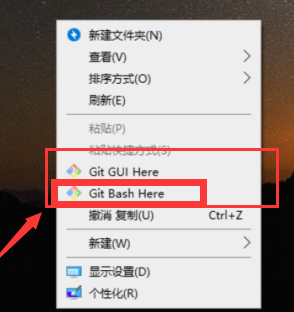 新建文件夹(N)
查看(V)
排序方式(O)
刷新(E)
粘贴(P)
粘贴快捷方式(S)
Git GUI Here
Git Bash Here
撤消 复制(U) Ctrl+Z
新建(W)
显示设置(D)
个性化(R)